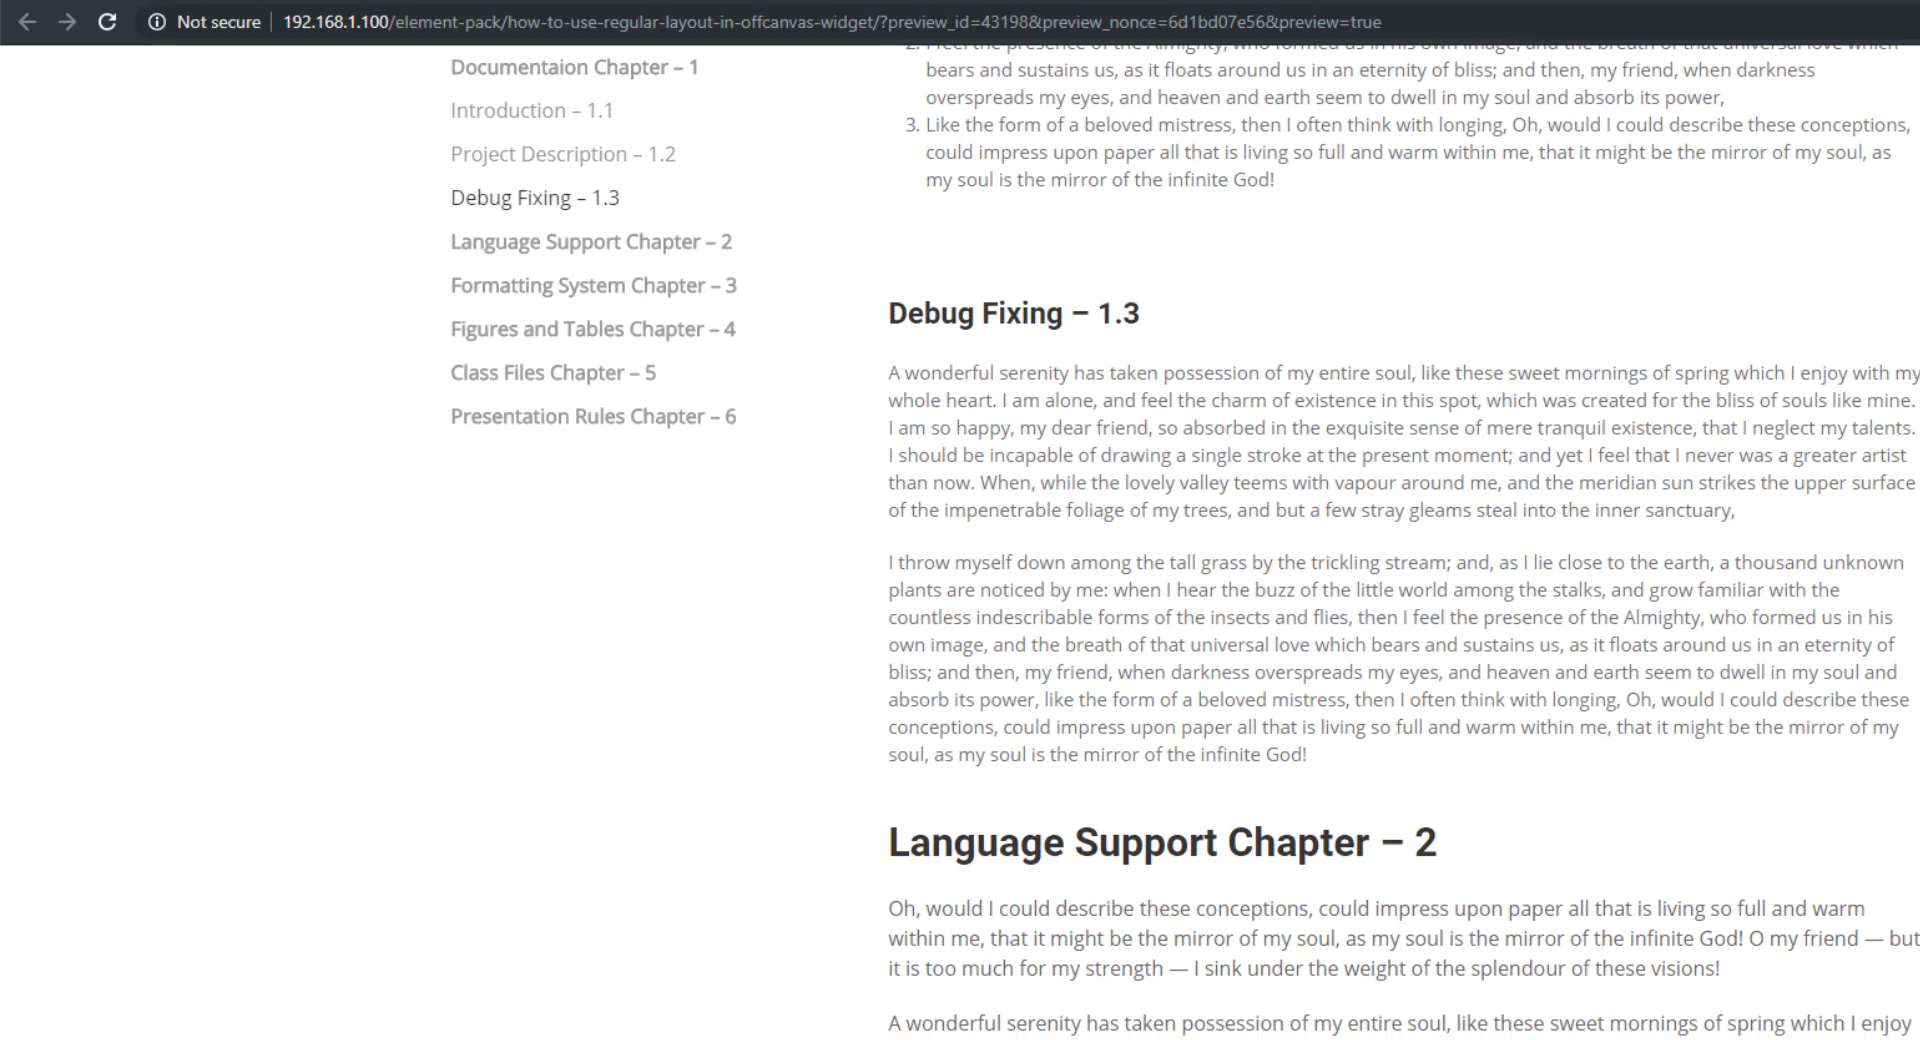 Not secure 192.168.1.100/element-pack/how-to-use-regular-layout-in-offcanvas-widget/?preview_id=43198&preview_nonce=6d1bd07e56&preview=true
Documentaion Chapter – 1
Introduction – 1.1
Project Description – 1.2
Debug Fixing – 1.3
Language Support Chapter – 2
Formatting System Chapter – 3
Figures and Tables Chapter – 4
Class Files Chapter – 5
Presentation Rules Chapter – 6
2. I feel the presence of the Almighty, who formed us in his own image, and the breath of that universal love which
bears and sustains us, as it floats around us in an eternity of bliss; and then, my friend, when darkness
overspreads my eyes, and heaven and earth seem to dwell in my soul and absorb its power,
3. Like the form of a beloved mistress, then I often think with longing, Oh, would I could describe these conceptions,
could impress upon paper all that is living so full and warm within me, that it might be the mirror of my soul, as
my soul is the mirror of the infinite God!
Debug Fixing – 1.3
A wonderful serenity has taken possession of my entire soul, like these sweet mornings of spring which I enjoy with my
whole heart. I am alone, and feel the charm of existence in this spot, which was created for the bliss of souls like mine.
I am so happy, my dear friend, so absorbed in the exquisite sense of mere tranquil existence, that I neglect my talents.
I should be incapable of drawing a single stroke at the present moment; and yet I feel that I never was a greater artist
than now. When, while the lovely valley teems with vapour around me, and the meridian sun strikes the upper surface
of the impenetrable foliage of my trees, and but a few stray gleams steal into the inner sanctuary,
I throw myself down among the tall grass by the trickling stream; and, as I lie close to the earth, a thousand unknown
plants are noticed by me: when I hear the buzz of the little world among the stalks, and grow familiar with the
countless indescribable forms of the insects and flies, then I feel the presence of the Almighty, who formed us in his
own image, and the breath of that universal love which bears and sustains us, as it floats around us in an eternity of
bliss; and then, my friend, when darkness overspreads my eyes, and heaven and earth seem to dwell in my soul and
absorb its power, like the form of a beloved mistress, then I often think with longing, Oh, would I could describe these
conceptions, could impress upon paper all that is living so full and warm within me, that it might be the mirror of my
soul, as my soul is the mirror of the infinite God!
Language Support Chapter – 2
Oh, would I could describe these conceptions, could impress upon paper all that is living so full and warm
within me, that it might be the mirror of my soul, as my soul is the mirror of the infinite God! O my friend — but
it is too much for my strength — I sink under the weight of the splendour of these visions!
A wonderful serenity has taken possession of my entire soul, like these sweet mornings of spring which I enjoy